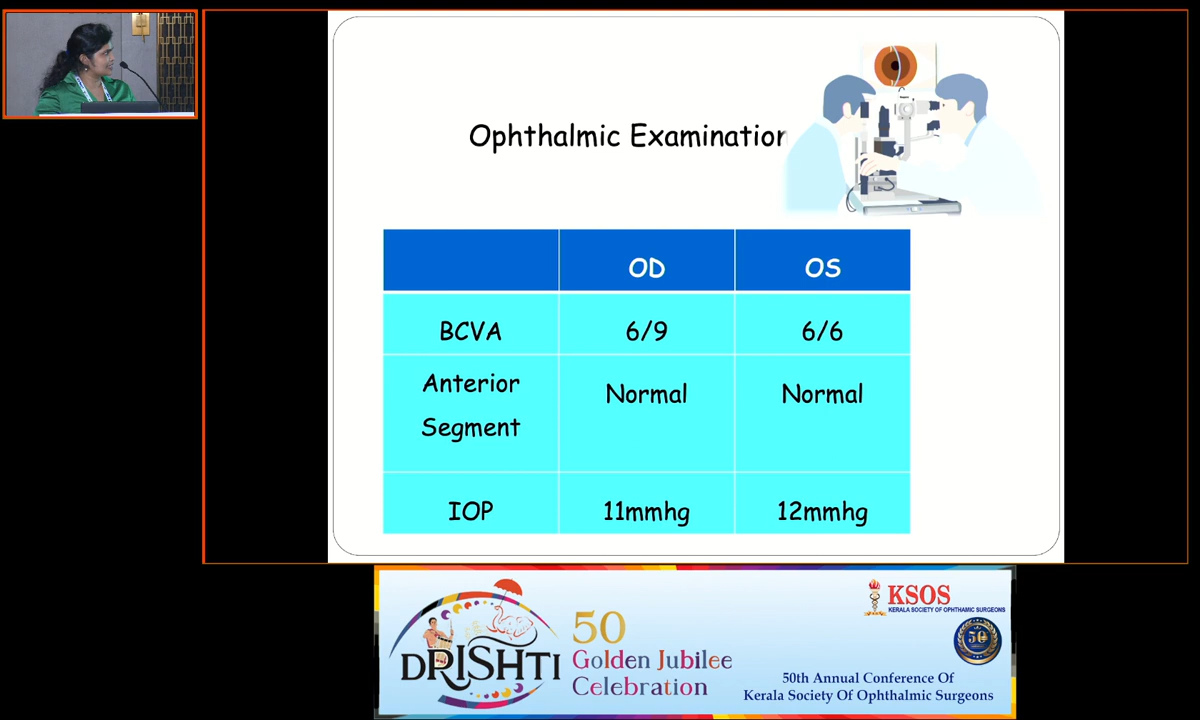 Ophthalmic Examination
OD OS
BCVA 6/9 6/6
Anterior Segment Normal Normal
IOP 11mmhg 12mmhg
DRISHTI
50
Golden Jubilee
Celebration
KSOS
KERALA SOCIETY OF OPHTHAMIC SURGEONS
50
50th Annual Conference Of
Kerala Society Of Ophthalmic Surgeons